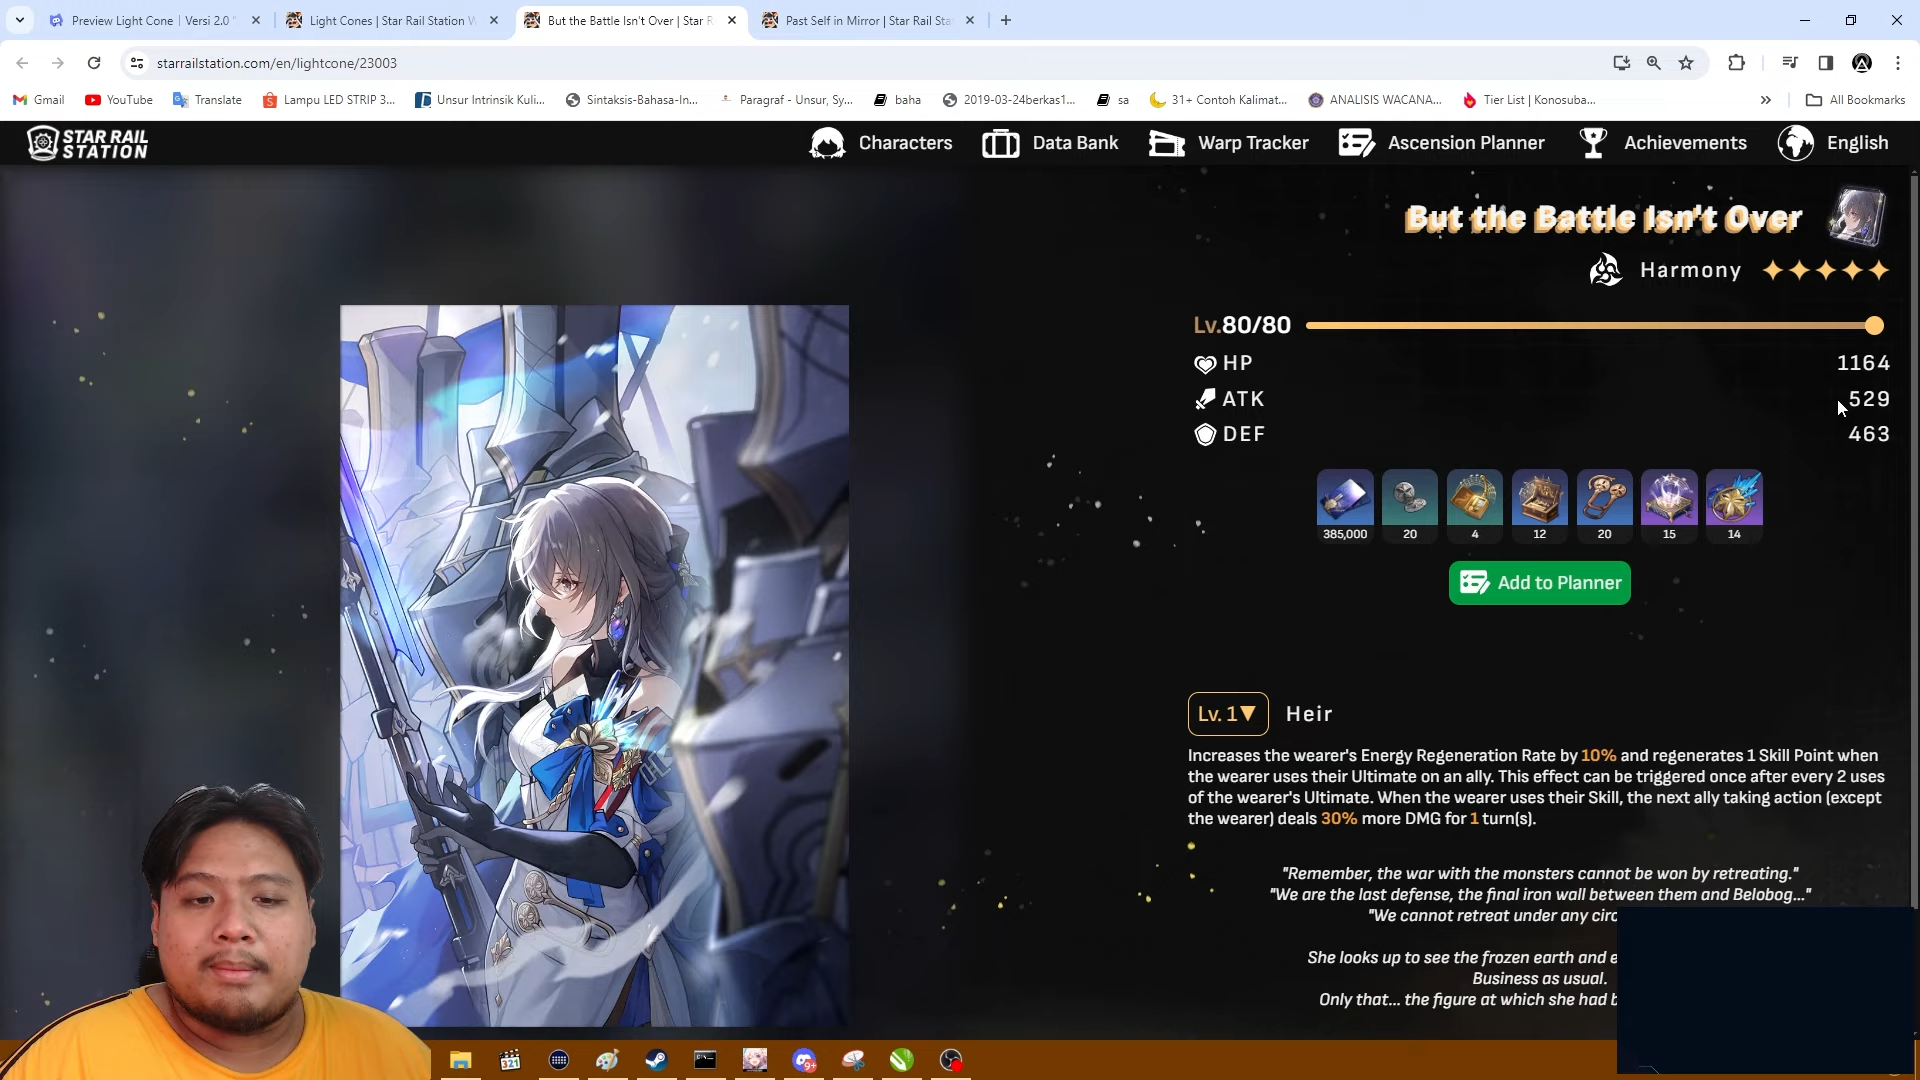 Preview Light Cone | Versi 2.0
Light Cones | Star Rail Station W
But the Battle Isn't Over | Star R
Past Self in Mirror | Star Rail Sta
starrailstation.com/en/lightcone/23003
Gmail
YouTube
Translate
Lampu LED STRIP 3...
Unsur Intrinsik Kuli...
Sintaksis-Bahasa-In...
Paragraf - Unsur, Sy...
baha
2019-03-24berkas1...
sa
31+ Contoh Kalimat...
ANALISIS WACANA...
Tier List | Konosuba...
All Bookmarks
STAR RAIL
STATION
Characters
Data Bank
Warp Tracker
Ascension Planner
Achievements
English
But the Battle Isn't Over
Harmony
Lv.80/80
HP 1164
ATK 529
DEF 463
385,000 20 4 12 20 15 14
Add to Planner
Lv. 1▼ Heir
Increases the wearer's Energy Regeneration Rate by 10% and regenerates 1 Skill Point when
the wearer uses their Ultimate on an ally. This effect can be triggered once after every 2 uses
of the wearer's Ultimate. When the wearer uses their Skill, the next ally taking action (except
the wearer) deals 30% more DMG for 1 turn(s).
"Remember, the war with the monsters cannot be won by retreating."
"We are the last defense, the final iron wall between them and Belobog..."
"We cannot retreat under any circ
She looks up to see the frozen earth and e
Business as usual.
Only that... the figure at which she had b
321
9+